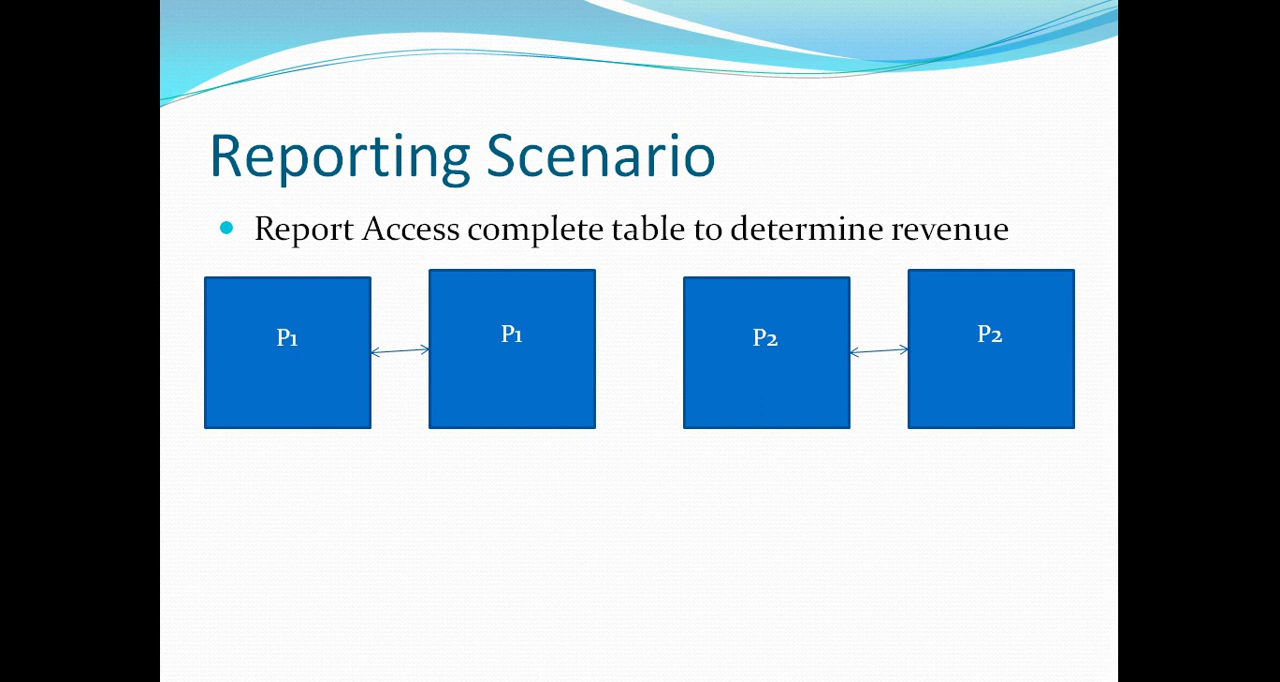 Reporting Scenario
Report Access complete table to determine revenue
P1
P1
P2
P2